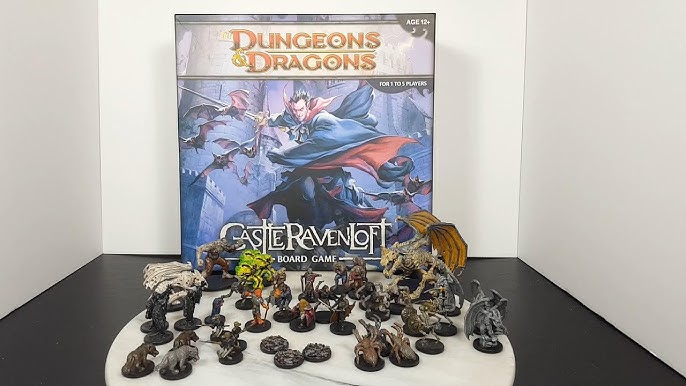 AGE 12+
DUNGEONS
& DRAGONS
FOR 1 TO 5 PLAYERS
CASTLE RAVENLOFT
BOARD GAME